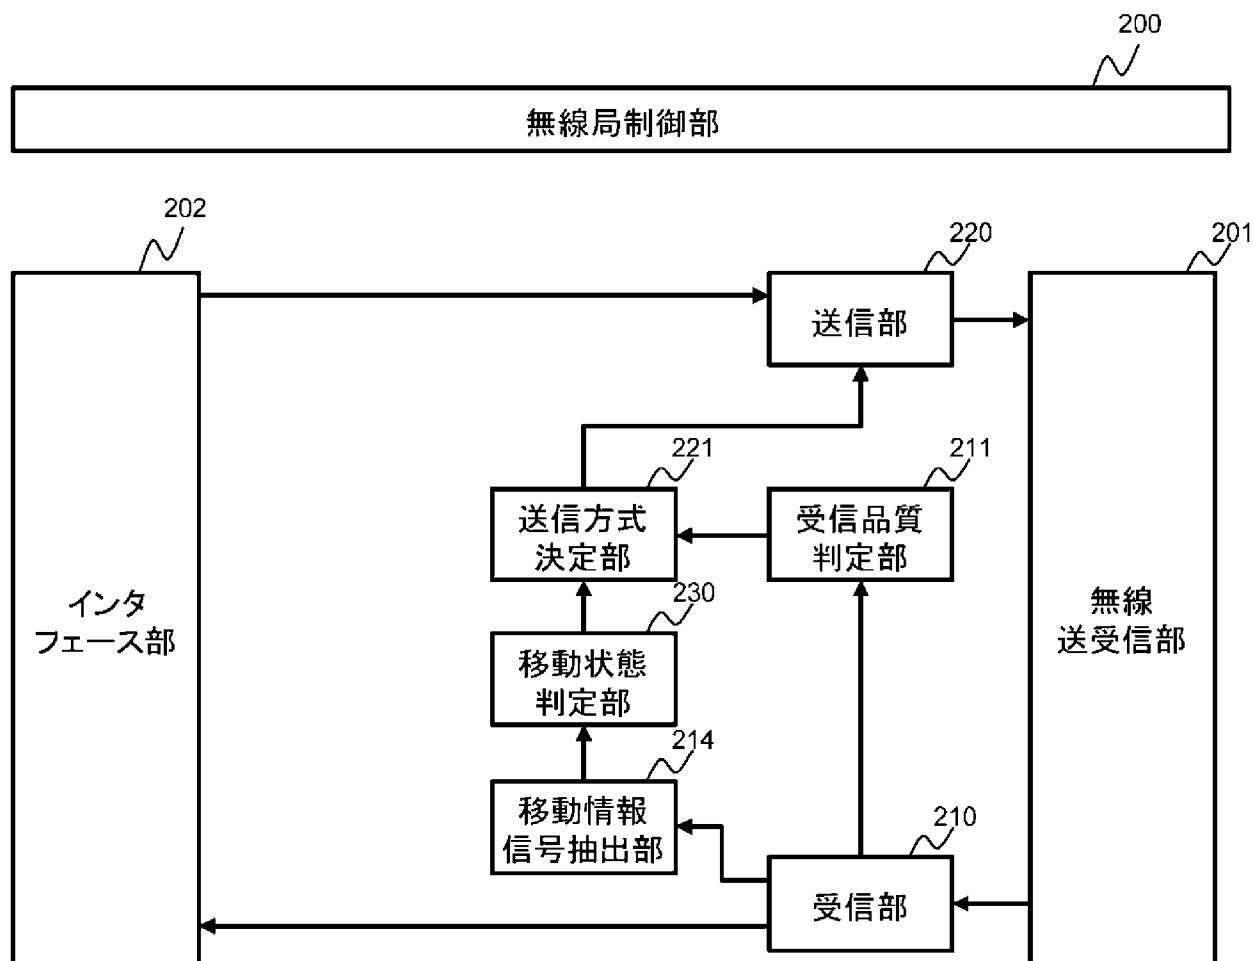 200
無線局制御部
202
220
201
送信部
221
211
送信方式
決定部
受信品質
判定部
インタ
フェース部
230
無線
送受信部
移動状態
判定部
214
移動情報
信号抽出部
210
受信部